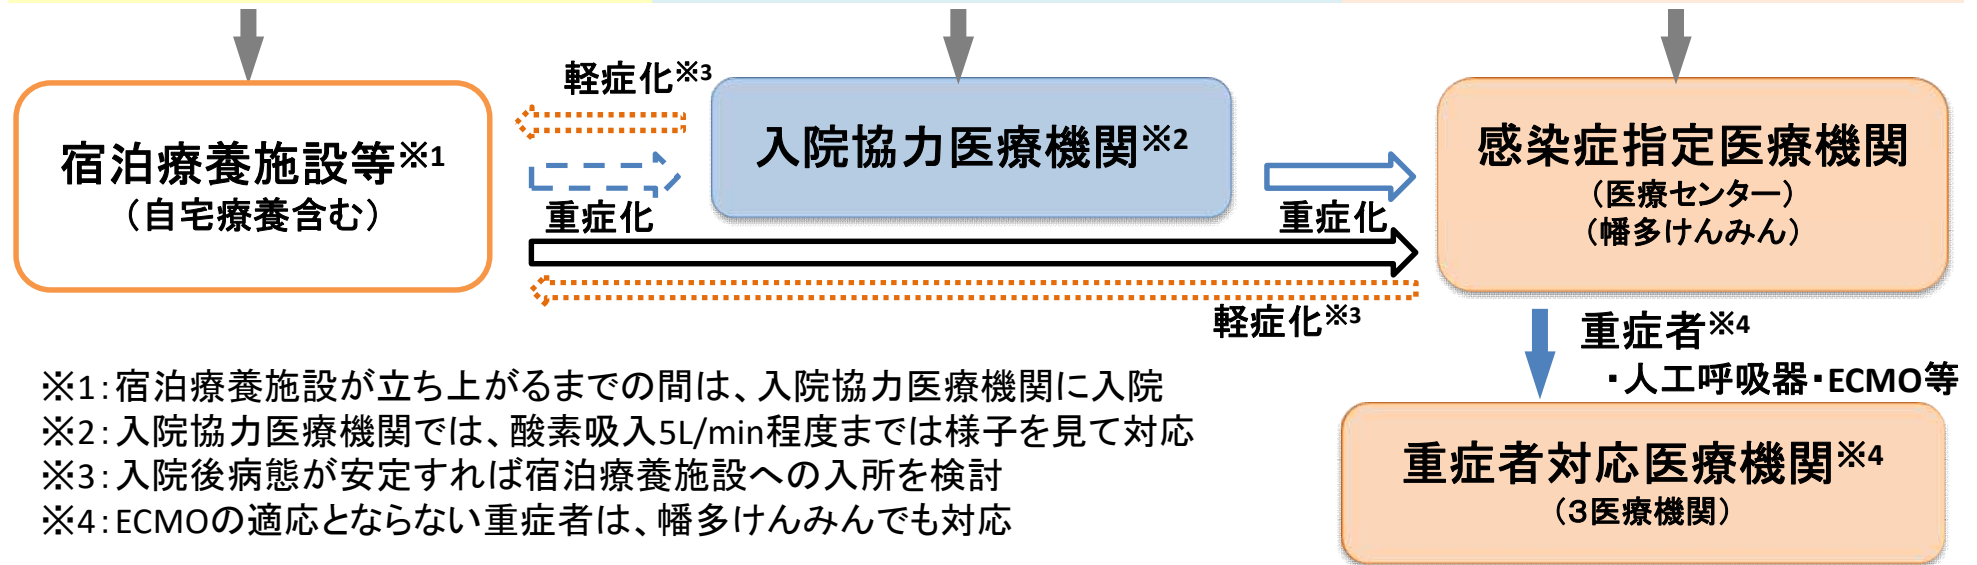 軽症化※3
宿泊療養施設等※1
（自宅療養含む）
入院協力医療機関※2
感染症指定医療機関
（医療センター）
（幡多けんみん）
重症化
重症化
軽症化※3
重症者※4
・人工呼吸器・ECMO等
重症者対応医療機関※4
（3医療機関）
※1：宿泊療養施設が立ち上がるまでの間は、入院協力医療機関に入院
※2：入院協力医療機関では、酸素吸入5L/min程度までは様子を見て対応
※3：入院後病態が安定すれば宿泊療養施設への入所を検討
※4：ECMOの適応とならない重症者は、幡多けんみんでも対応